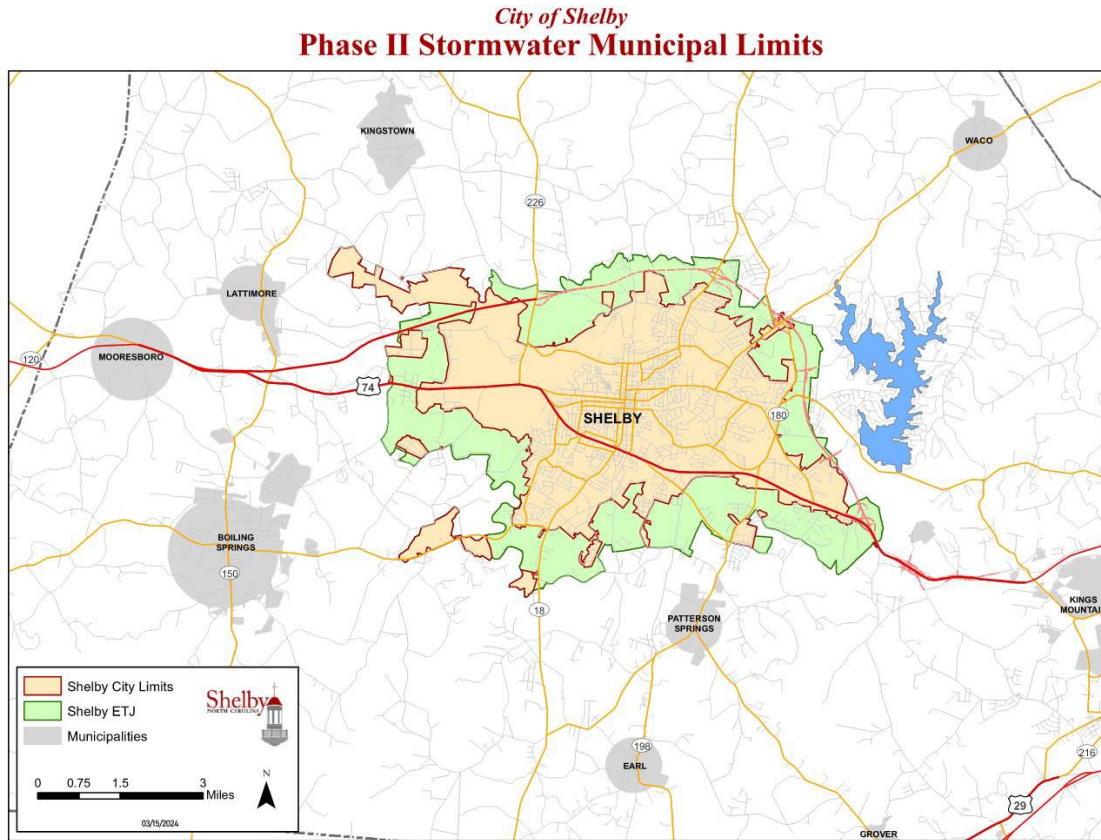 City of Shelby
Phase II Stormwater Municipal Limits
KINGSTOWN
WACO
226
LATTIMORE
120
MOORESBORO
74
SHELBY
180
BOILING
SPRINGS
150
18
PATTERSON
SPRINGS
KINGS
MOUNTAI
198
EARL
216
29
GROVER
Shelby City Limits
Shelby ETJ
Municipalities
Shelby
NORTH CAROLINA
0 0.75 1.5 3
Miles
N
03/15/2024